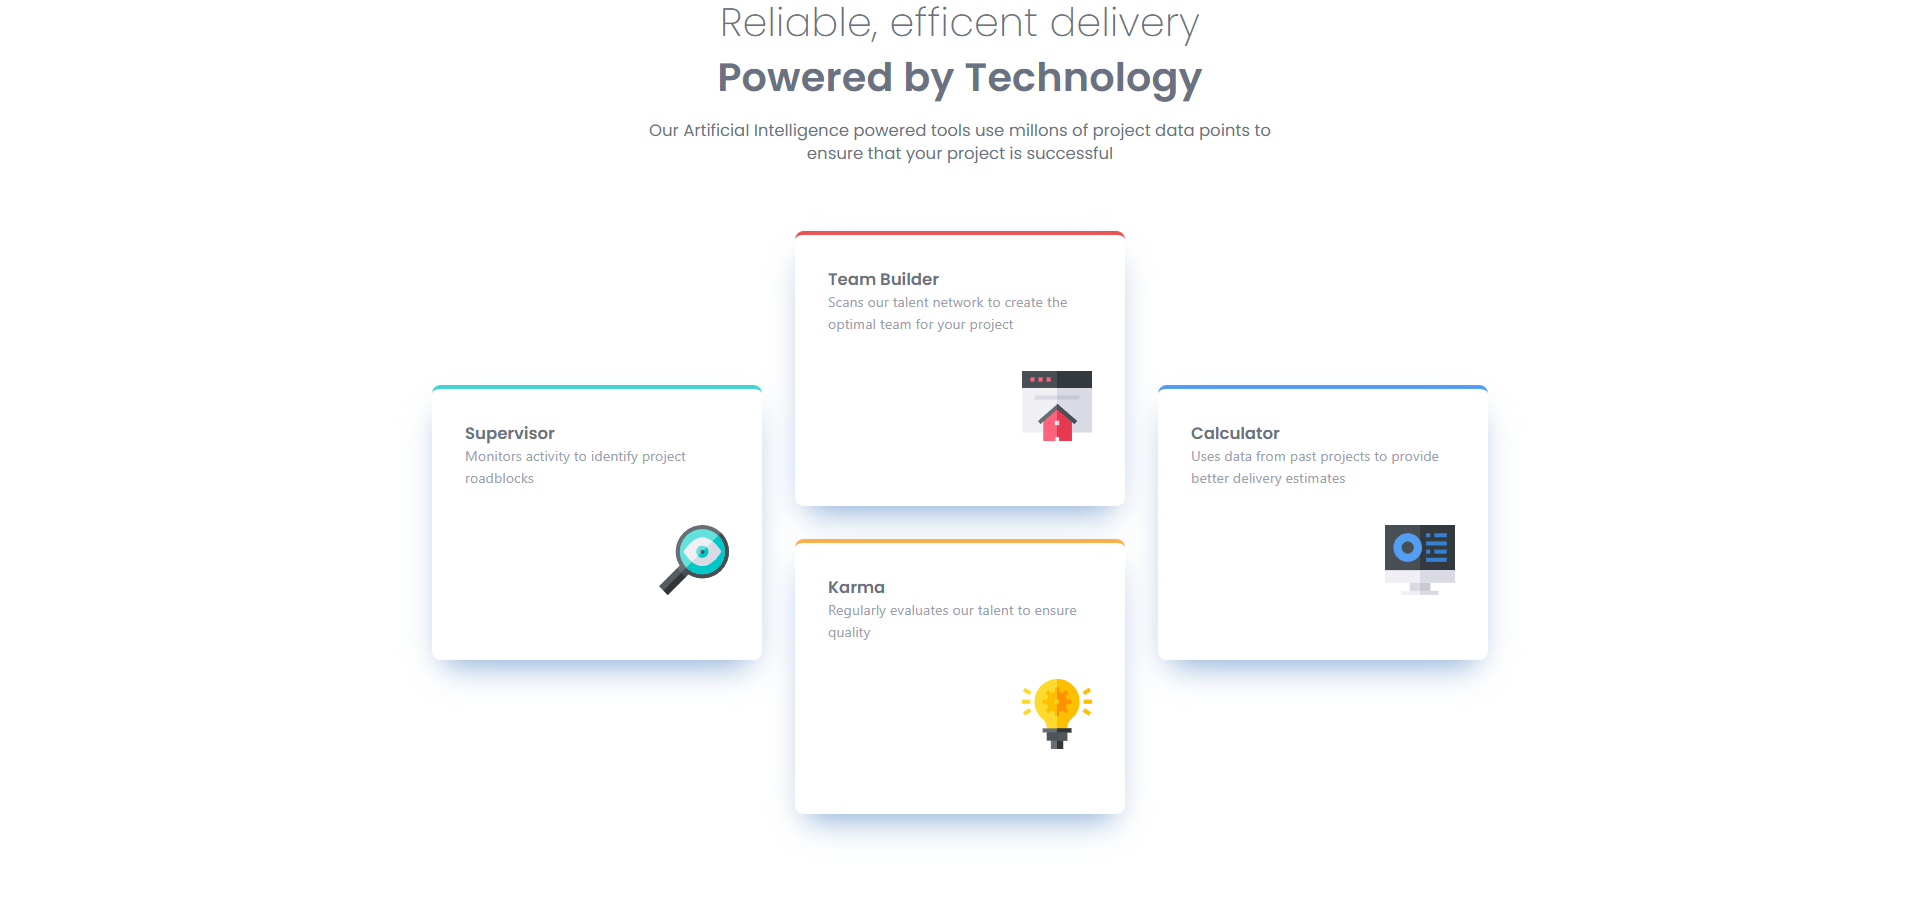 Reliable, efficent delivery
Powered by Technology
Our Artificial Intelligence powered tools use millons of project data points to
ensure that your project is successful
Team Builder
Scans our talent network to create the
optimal team for your project
Supervisor
Monitors activity to identify project
roadblocks
Calculator
Uses data from past projects to provide
better delivery estimates
Karma
Regularly evaluates our talent to ensure
quality